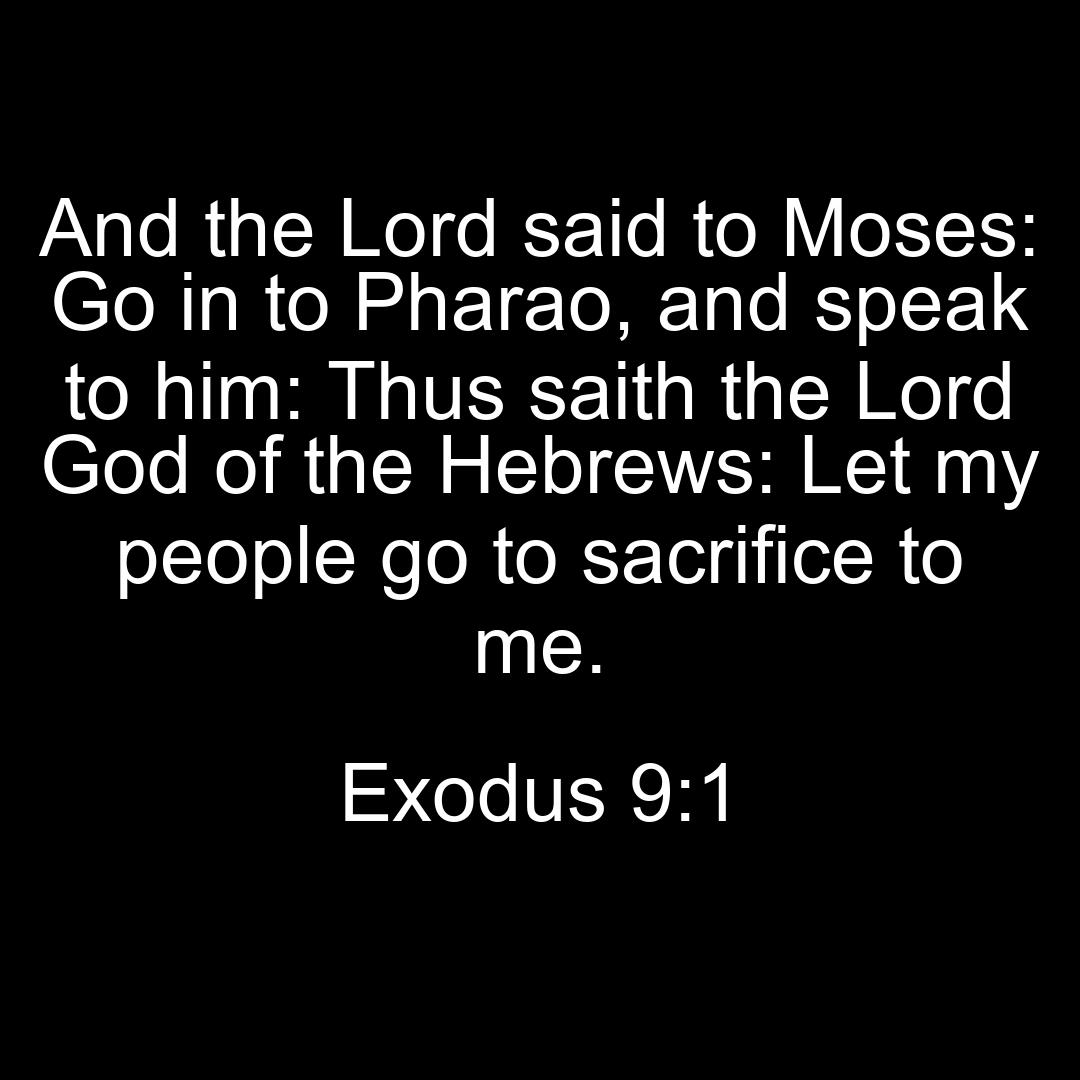 And the Lord said to Moses:
Go in to Pharao, and speak
to him: Thus saith the Lord
God of the Hebrews: Let my
people go to sacrifice to
me.
Exodus 9:1